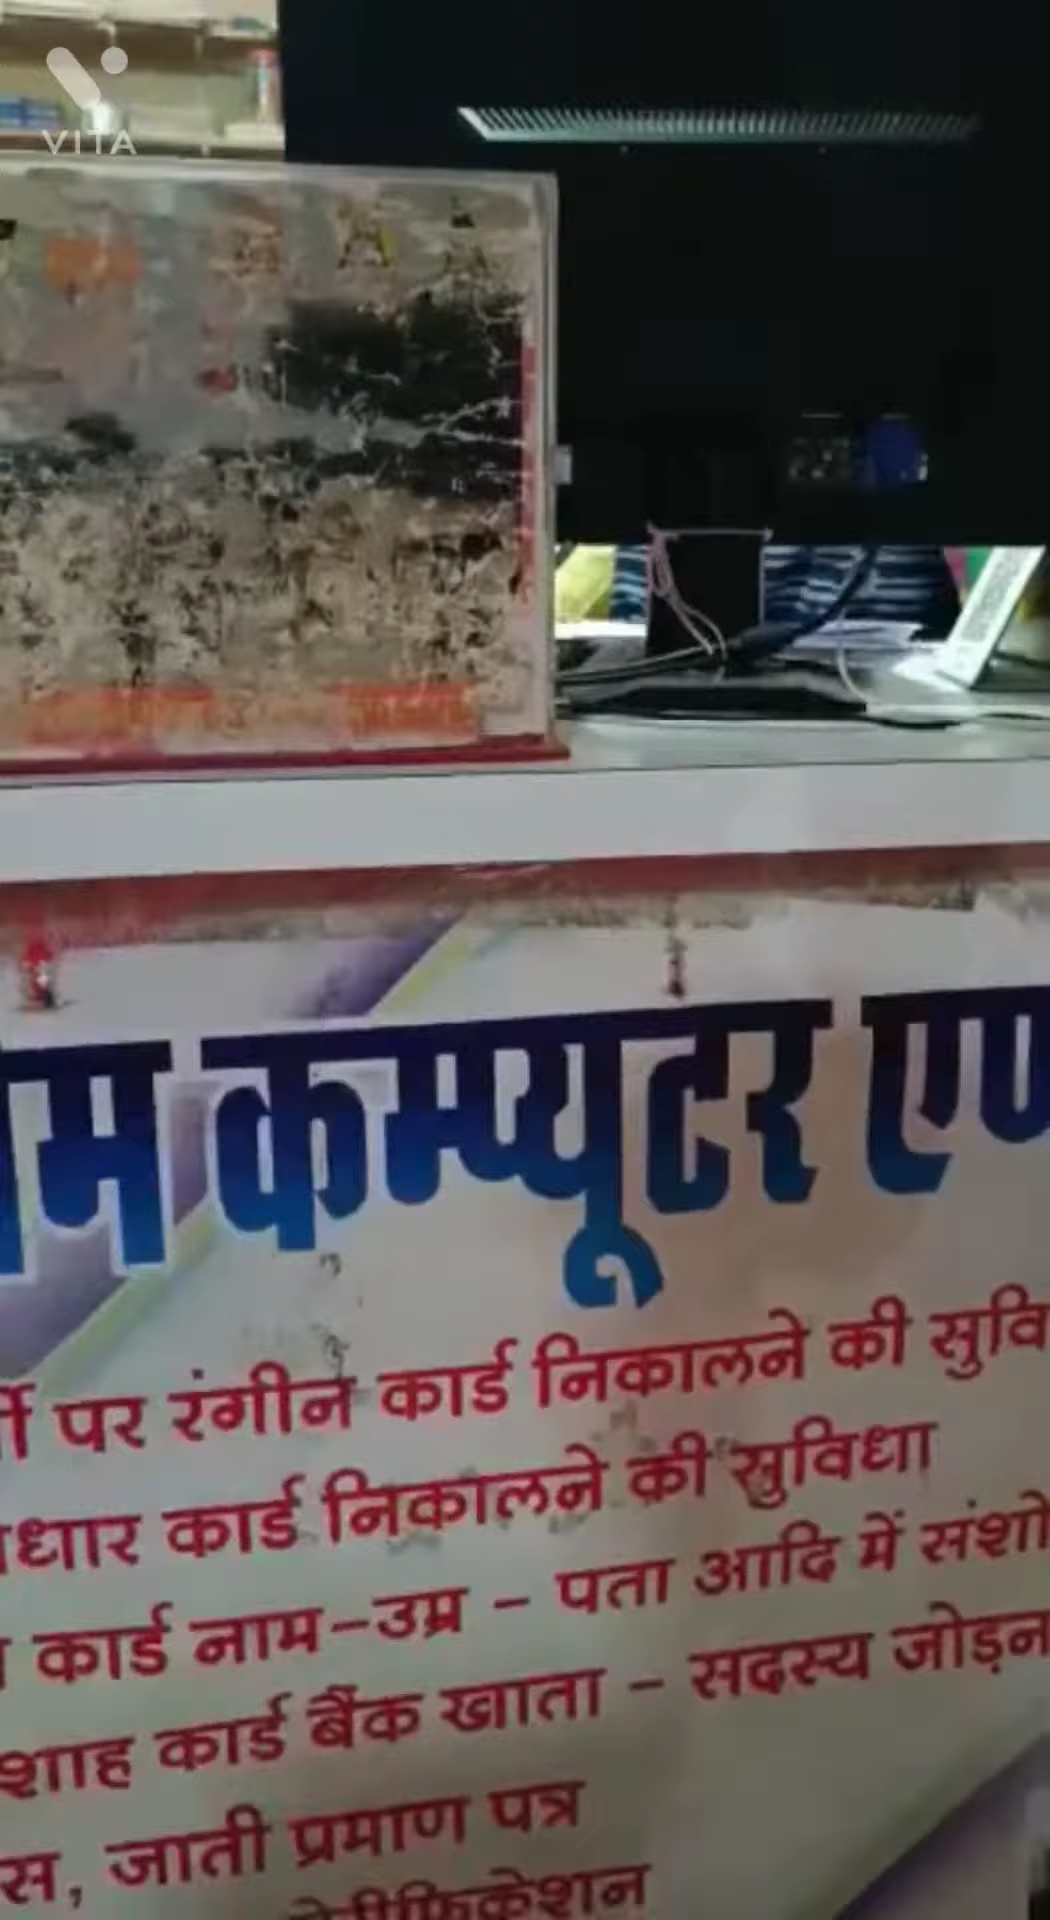 VITA
कम्प्यूटर
पर रंगीन कार्ड निकालने की सुवि
धार कार्ड निकालने की सुविधा
कार्ड नाम-उम्र - पता आदि में संशो
शाह कार्ड बैंक खाता - सदस्य जोड़न
स, जाती प्रमाण पत्र